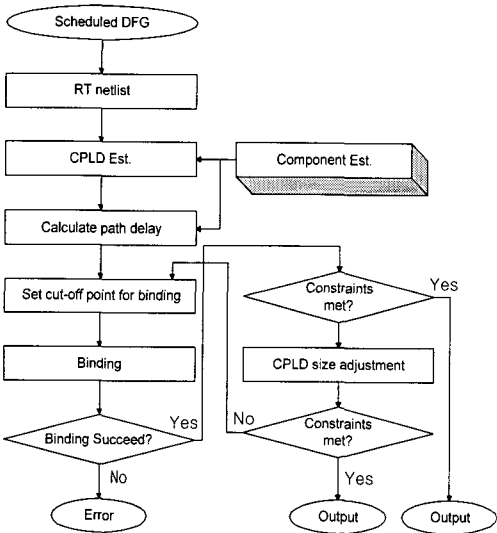 Scheduled DFG
RT netlist
CPLD Est.
Component Est.
Calculate path delay
Set cut-off point for binding
Binding
Binding Succeed?
Yes
No
Error
Constraints
met?
Yes
CPLD size adjustment
Constraints
met?
No
Yes
Output
Output